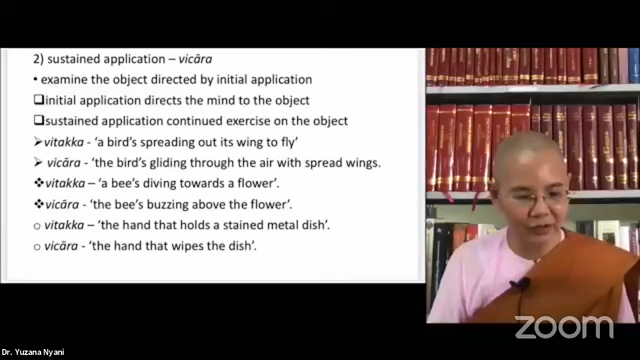 2) sustained application – vicāra
• examine the object directed by initial application
❑initial application directs the mind to the object
❑sustained application continued exercise on the object
➢vitakka - ‘a bird’s spreading out its wing to fly’
➢ vicāra - ‘the bird’s gliding through the air with spread wings.
❖vitakka – ‘a bee’s diving towards a flower’.
❖vicāra - ‘the bee’s buzzing above the flower’.
o vitakka – ‘the hand that holds a stained metal dish’.
o vicāra - ‘the hand that wipes the dish’.
zoom
Dr. Yuzana Nyani